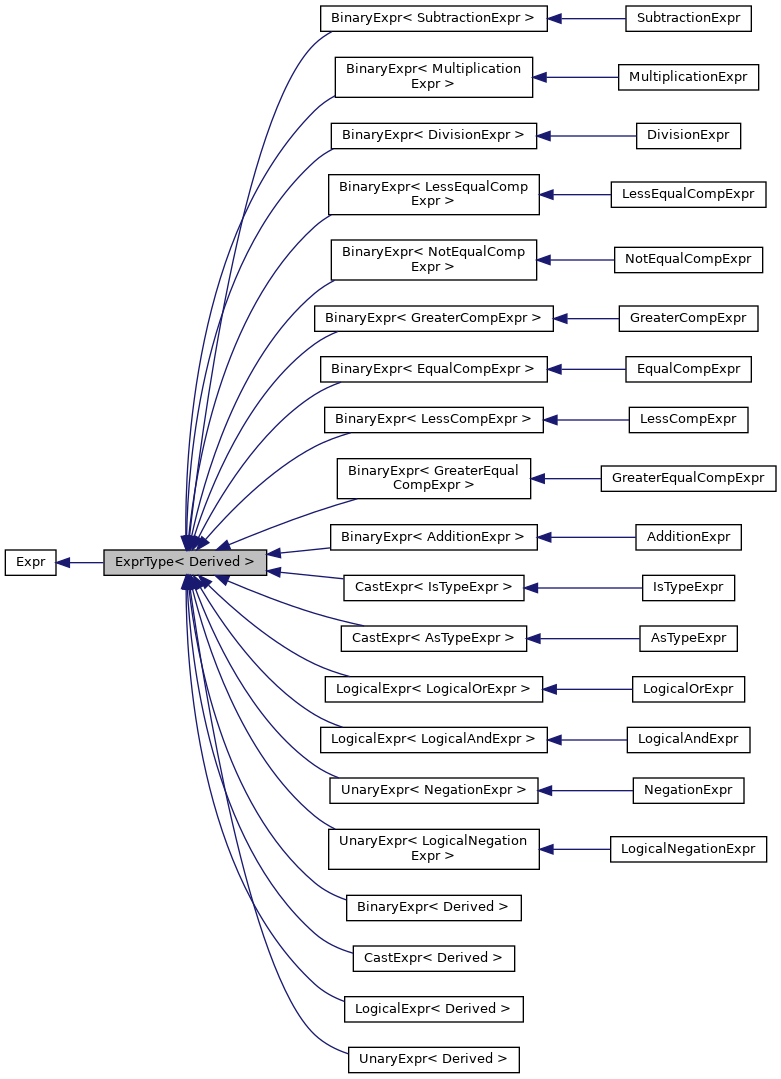 BinaryExpr< SubtractionExpr >
SubtractionExpr
BinaryExpr< Multiplication
Expr >
MultiplicationExpr
BinaryExpr< DivisionExpr >
DivisionExpr
BinaryExpr< LessEqualComp
Expr >
LessEqualCompExpr
BinaryExpr< NotEqualComp
Expr >
NotEqualCompExpr
BinaryExpr< GreaterCompExpr >
GreaterCompExpr
BinaryExpr< EqualCompExpr >
EqualCompExpr
BinaryExpr< LessCompExpr >
LessCompExpr
BinaryExpr< GreaterEqual
CompExpr >
GreaterEqualCompExpr
BinaryExpr< AdditionExpr >
AdditionExpr
Expr
ExprType< Derived >
CastExpr< IsTypeExpr >
IsTypeExpr
CastExpr< AsTypeExpr >
AsTypeExpr
LogicalExpr< LogicalOrExpr >
LogicalOrExpr
LogicalExpr< LogicalAndExpr >
LogicalAndExpr
UnaryExpr< NegationExpr >
NegationExpr
UnaryExpr< LogicalNegation
Expr >
LogicalNegationExpr
BinaryExpr< Derived >
CastExpr< Derived >
LogicalExpr< Derived >
UnaryExpr< Derived >